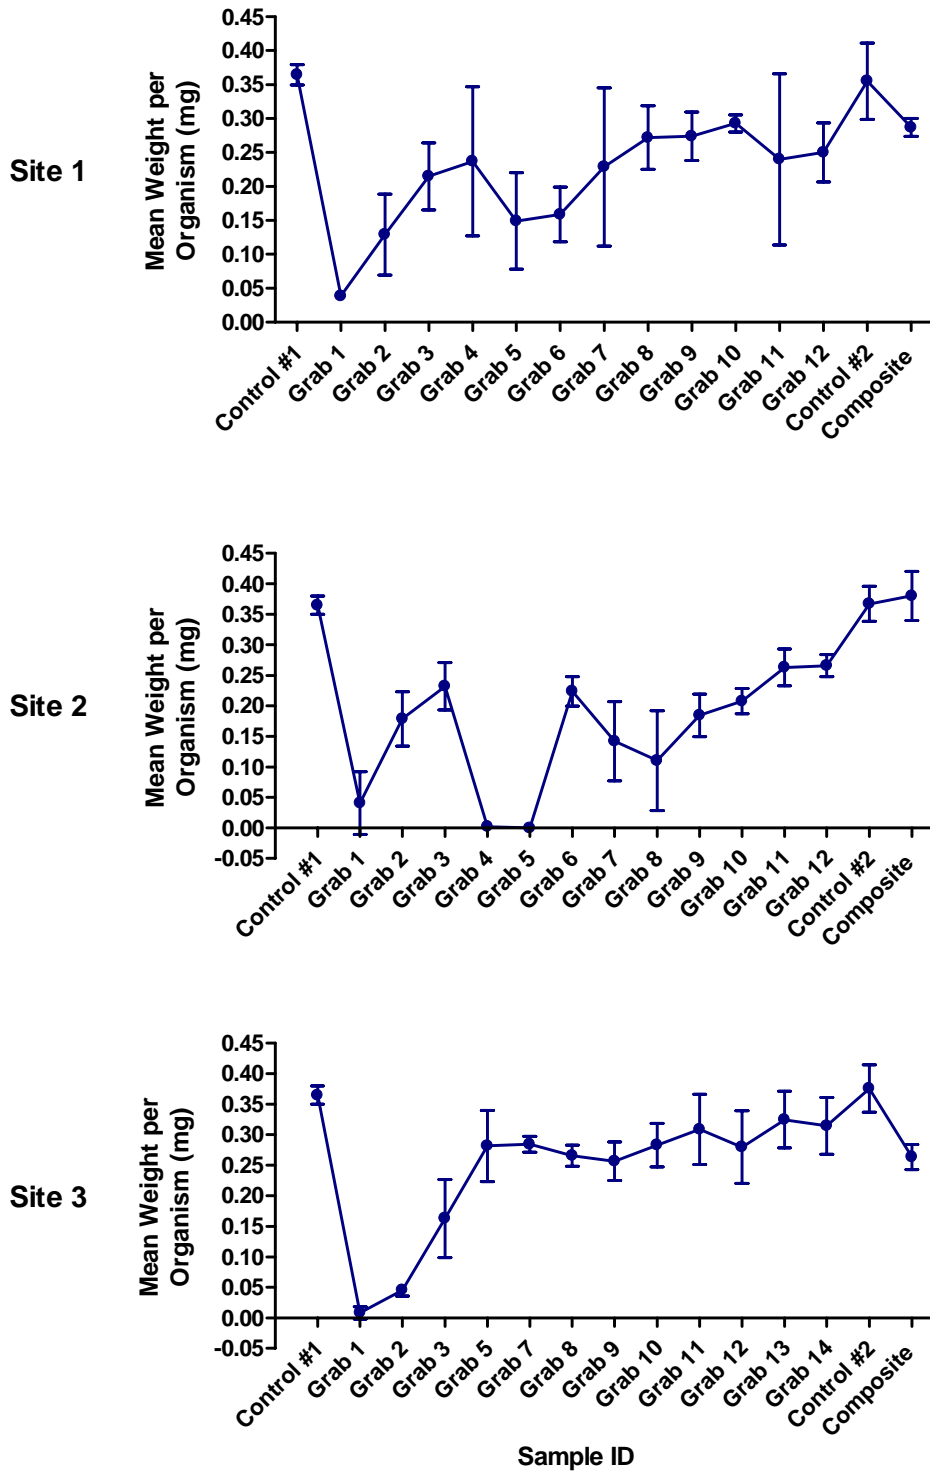 Site 1
Mean Weight per
Organism (mg)
0.45
0.40
0.35
0.30
0.25
0.20
0.15
0.10
0.05
0.00
Control #1
Grab 1
Grab 2
Grab 3
Grab 4
Grab 5
Grab 6
Grab 7
Grab 8
Grab 9
Grab 10
Grab 11
Grab 12
Control #2
Composite
Site 2
Mean Weight per
Organism (mg)
0.45
0.40
0.35
0.30
0.25
0.20
0.15
0.10
0.05
0.00
-0.05
Control #1
Grab 1
Grab 2
Grab 3
Grab 4
Grab 5
Grab 6
Grab 7
Grab 8
Grab 9
Grab 10
Grab 11
Grab 12
Control #2
Composite
Site 3
Mean Weight per
Organism (mg)
0.45
0.40
0.35
0.30
0.25
0.20
0.15
0.10
0.05
0.00
-0.05
Control #1
Grab 1
Grab 2
Grab 3
Grab 5
Grab 7
Grab 8
Grab 9
Grab 10
Grab 11
Grab 12
Grab 13
Grab 14
Control #2
Composite
Sample ID